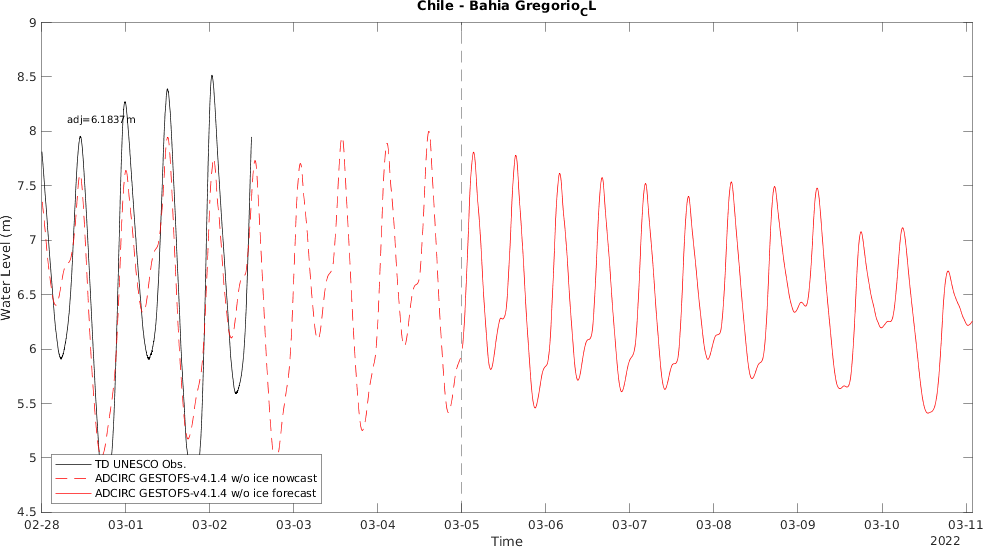 Chile - Bahia Gregorio_CL
9
8.5
8
7.5
7
6.5
6
5.5
5
4.5
Water Level (m)
adj=6.1837m
TD UNESCO Obs.
ADCIRC GESTOFS-v4.1.4 w/o ice nowcast
ADCIRC GESTOFS-v4.1.4 w/o ice forecast
02-28 03-01 03-02 03-03 03-04 03-05 03-06 03-07 03-08 03-09 03-10 03-11
Time
2022